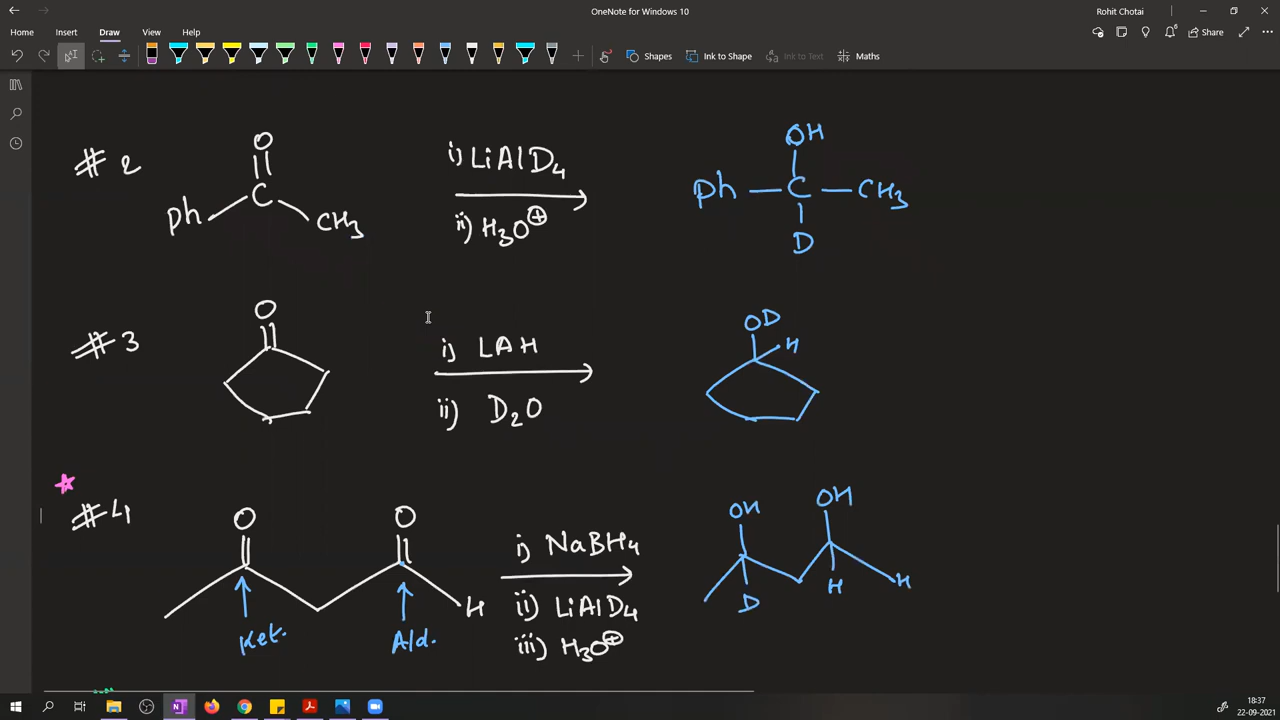 OneNote for Windows 10
Rohit Chotai
Home Insert Draw View Help
Share
Shapes Ink to Shape Ink to Text Maths
#2
O
C
Ph CH3
i) LiAlD4
ii) H3O⊕
OH
Ph — C — CH3
D
#3
O
i) LAH
ii) D2O
OD
H
#4
O O
H
Ket. Ald.
i) NaBH4
ii) LiAlD4
iii) H3O⊕
OH OH
D H H
18:37
22-09-2021